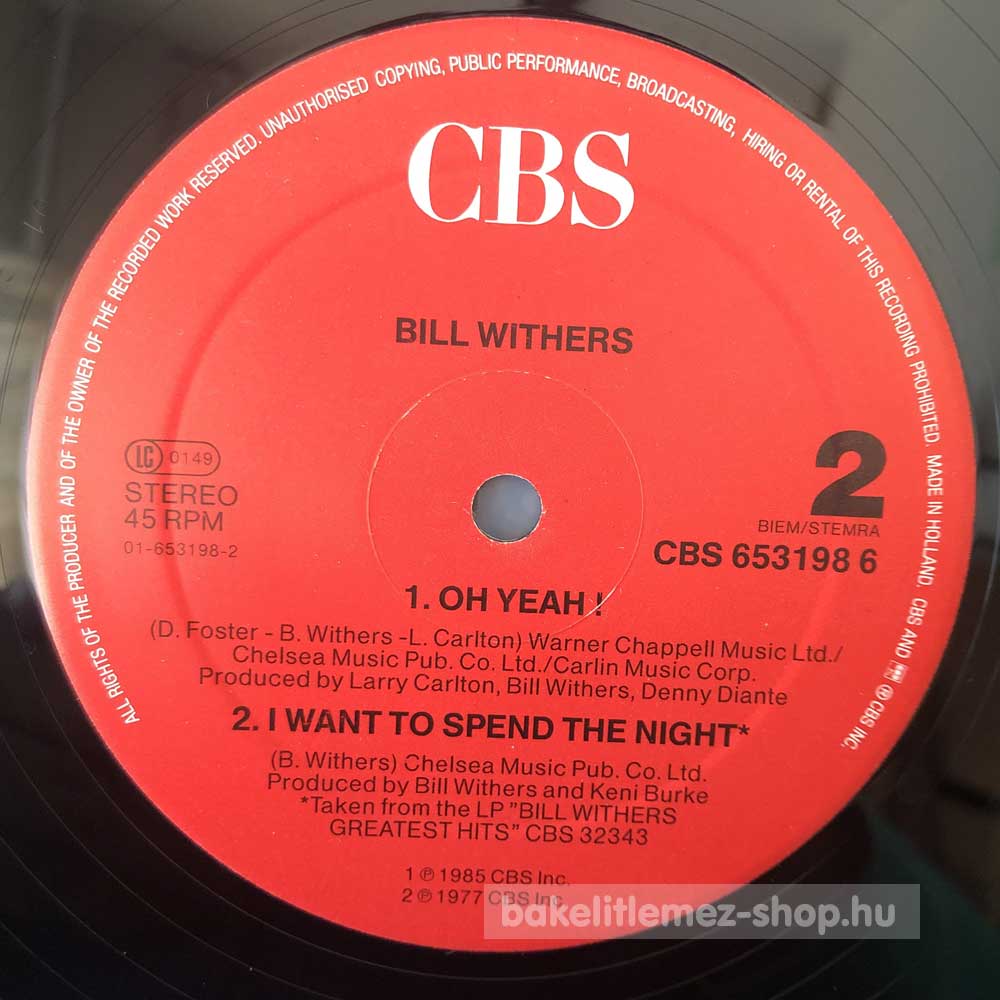 ALL RIGHTS OF THE PRODUCER AND OF THE OWNER OF THE RECORDED WORK RESERVED. UNAUTHORISED COPYING, PUBLIC PERFORMANCE, BROADCASTING, HIRING OR RENTAL OF THIS RECORDING PROHIBITED. MADE IN HOLLAND. CBS AND ℗ CBS INC.
CBS
BILL WITHERS
LC 0149
STEREO
45 RPM
01-653198-2
2
BIEM/STEMRA
CBS 653198 6
1. OH YEAH !
(D. Foster - B. Withers -L. Carlton) Warner Chappell Music Ltd./
Chelsea Music Pub. Co. Ltd./Carlin Music Corp.
Produced by Larry Carlton, Bill Withers, Denny Diante
2. I WANT TO SPEND THE NIGHT*
(B. Withers) Chelsea Music Pub. Co. Ltd.
Produced by Bill Withers and Keni Burke
*Taken from the LP "BILL WITHERS
GREATEST HITS" CBS 32343
1 ℗ 1985 CBS Inc.
2 ℗ 1977 CBS Inc
bakelitlemez-shop.hu